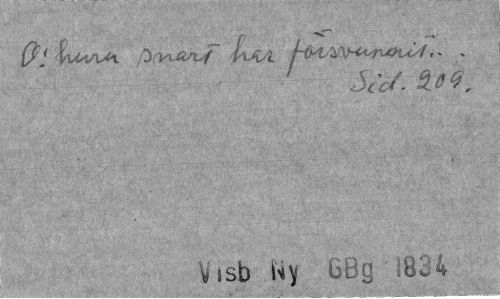 O! huru snart har försvunnit...
Sid. 209.
Visb Ny GBg 1834